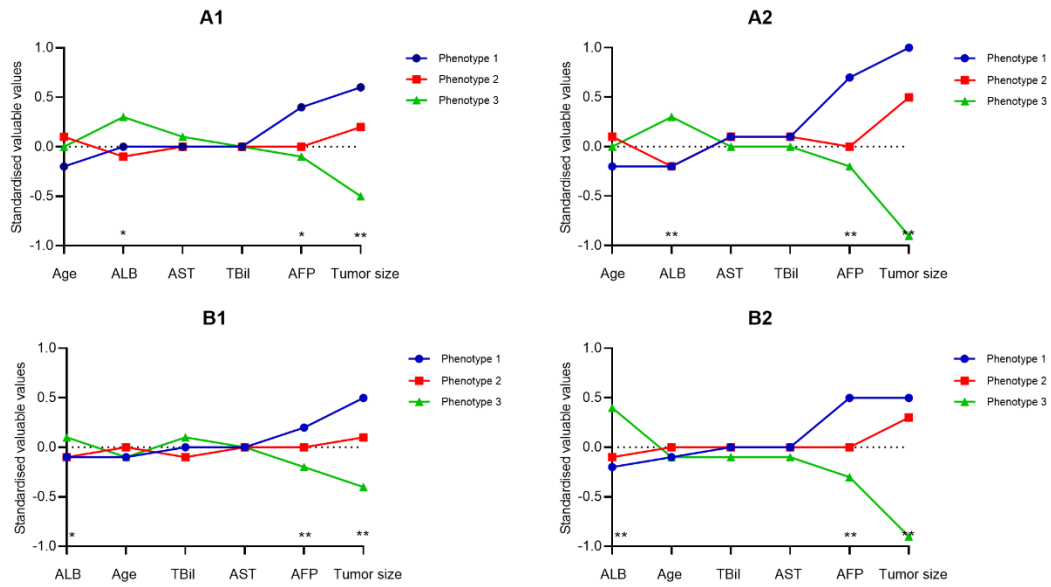 A1
Standardised valuable values
1.0
0.5
0.0
-0.5
-1.0
Phenotype 1
Phenotype 2
Phenotype 3
* * **
Age ALB AST TBil AFP Tumor size
A2
Standardised valuable values
1.0
0.5
0.0
-0.5
-1.0
Phenotype 1
Phenotype 2
Phenotype 3
** ** **
Age ALB AST TBil AFP Tumor size
B1
Standardised valuable values
1.0
0.5
0.0
-0.5
-1.0
Phenotype 1
Phenotype 2
Phenotype 3
* ** **
ALB Age TBil AST AFP Tumor size
B2
Standardised valuable values
1.0
0.5
0.0
-0.5
-1.0
Phenotype 1
Phenotype 2
Phenotype 3
** ** **
ALB Age TBil AST AFP Tumor size